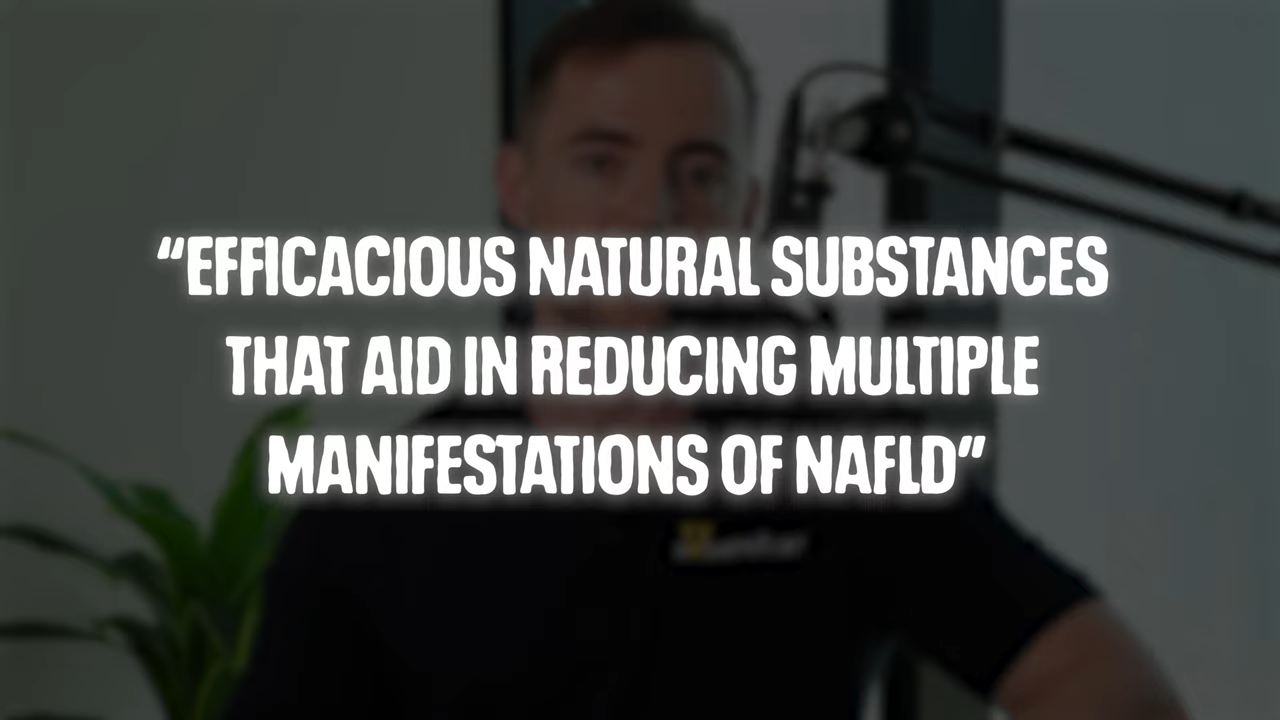 “EFFICACIOUS NATURAL SUBSTANCES
THAT AID IN REDUCING MULTIPLE
MANIFESTATIONS OF NAFLD”